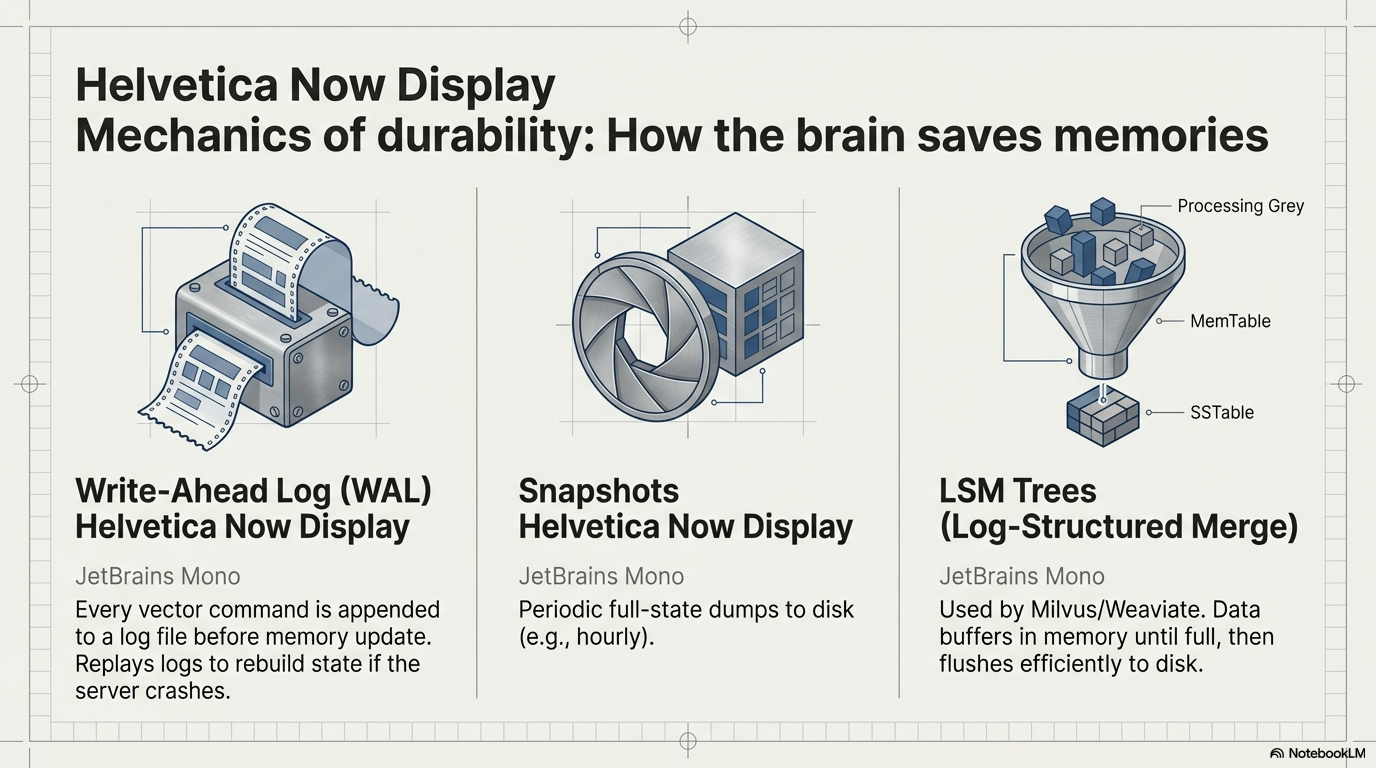 Helvetica Now Display
Mechanics of durability: How the brain saves memories
Write-Ahead Log (WAL)
Helvetica Now Display
JetBrains Mono
Every vector command is appended
to a log file before memory update.
Replays logs to rebuild state if the
server crashes.
Snapshots
Helvetica Now Display
JetBrains Mono
Periodic full-state dumps to disk
(e.g., hourly).
Processing Grey
MemTable
SSTable
LSM Trees
(Log-Structured Merge)
JetBrains Mono
Used by Milvus/Weaviate. Data
buffers in memory until full, then
flushes efficiently to disk.
NotebookLM